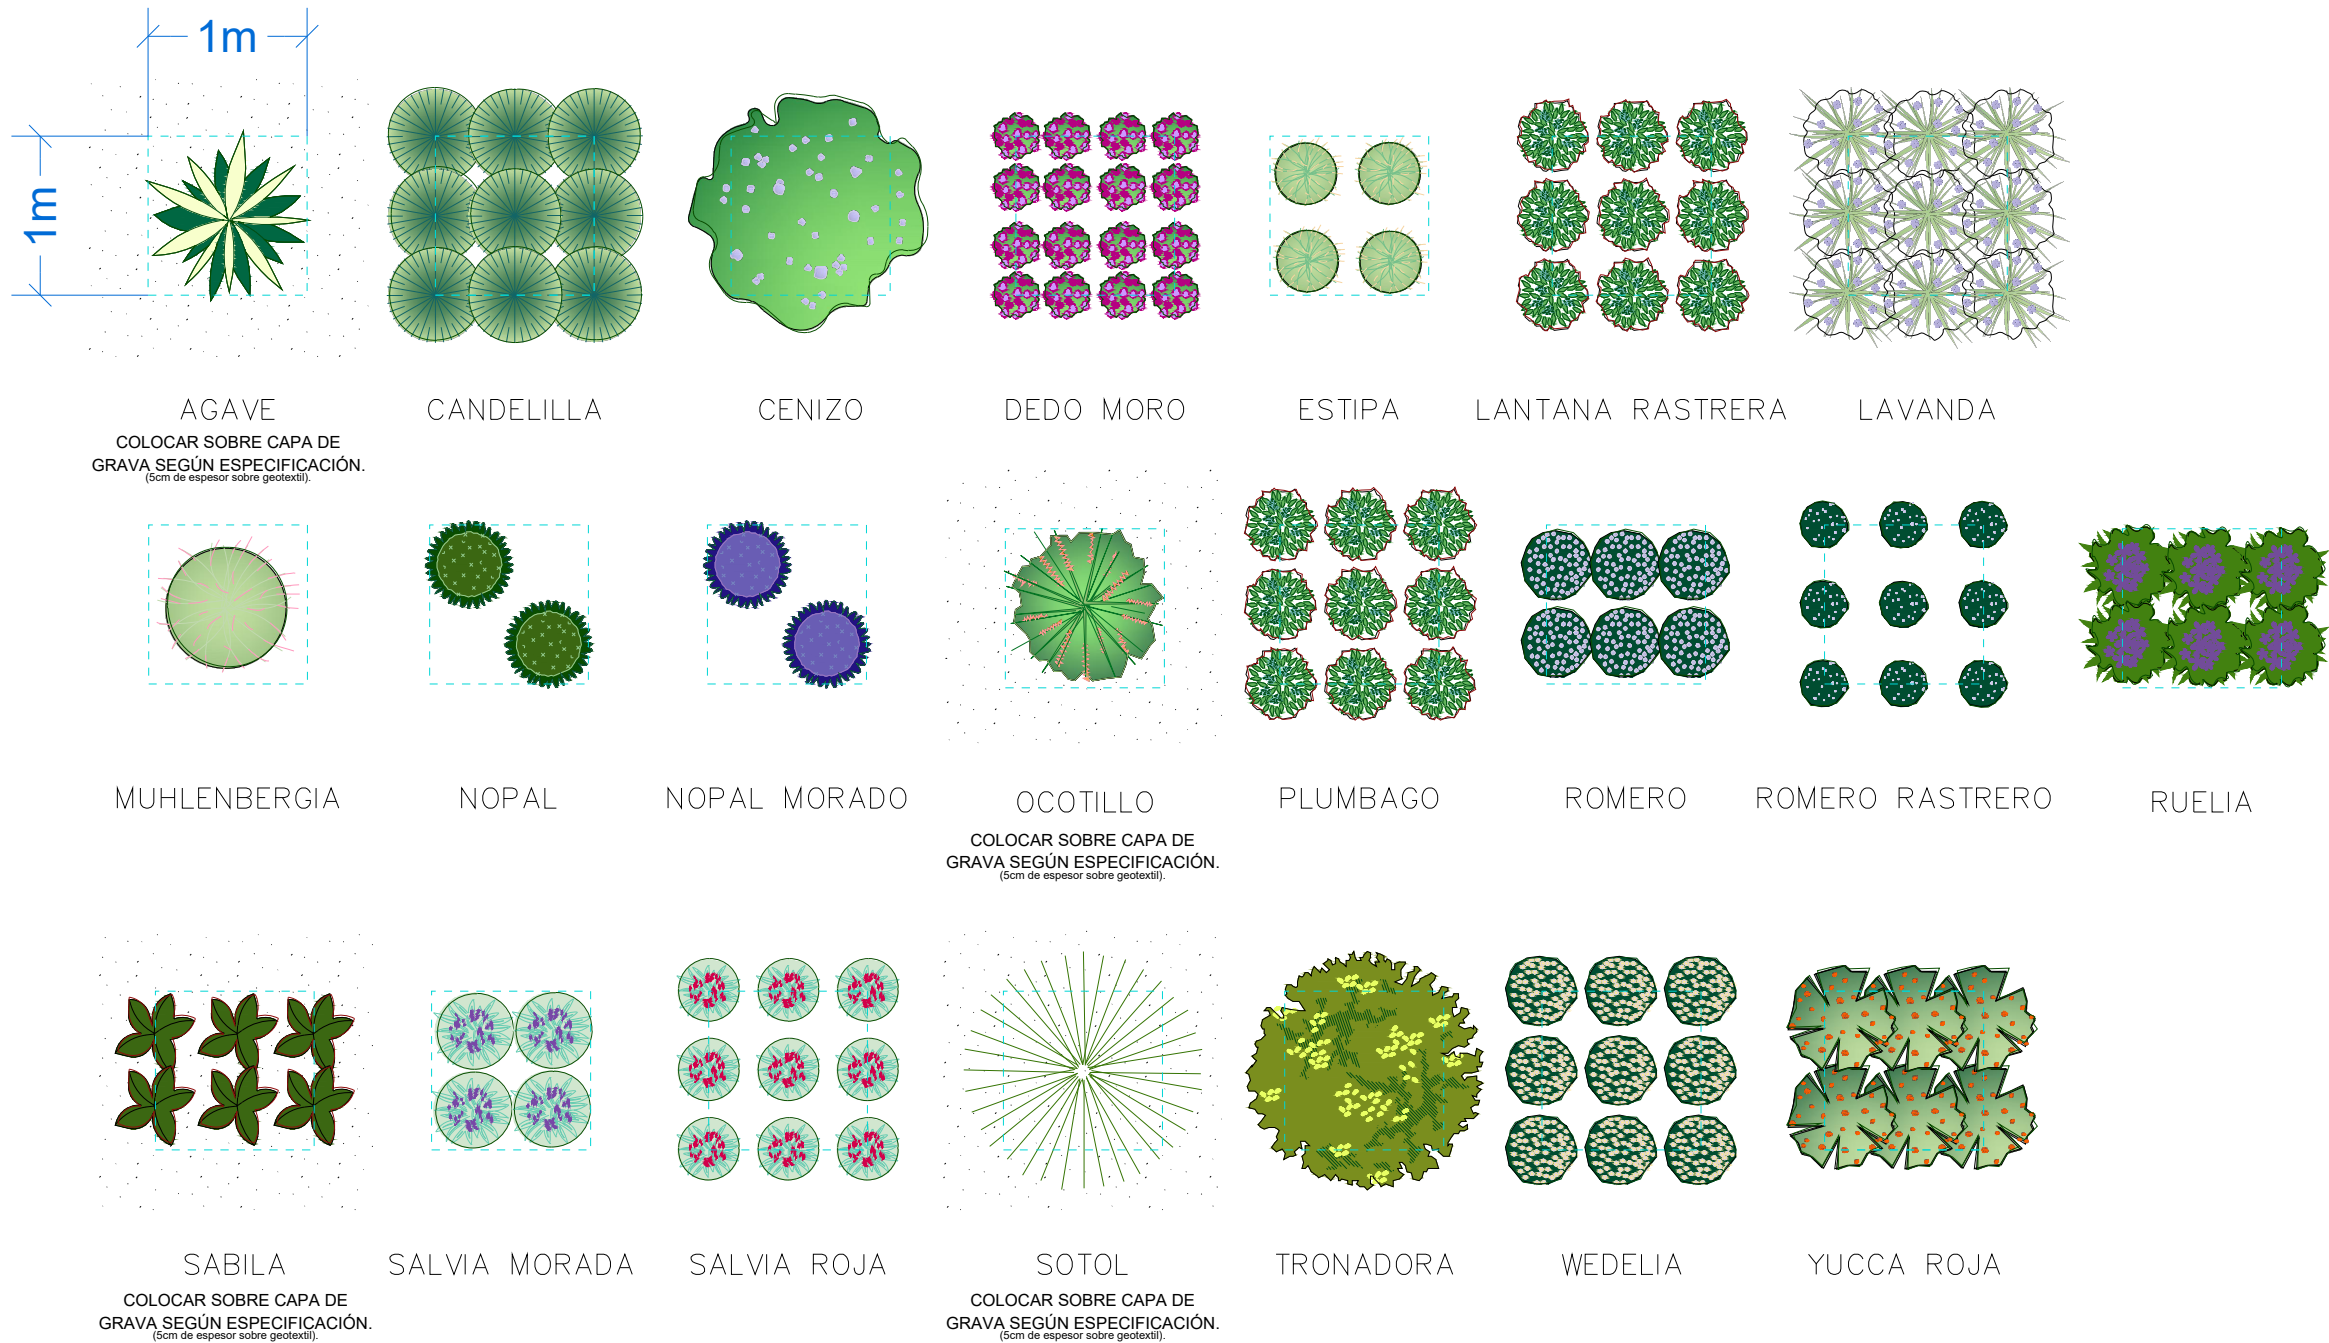 1m
1m
AGAVE
COLOCAR SOBRE CAPA DE
GRAVA SEGÚN ESPECIFICACIÓN.
(5cm de espesor sobre geotextil).
CANDELILLA
CENIZO
DEDO MORO
ESTIPA
LANTANA RASTRERA
LAVANDA
MUHLENBERGIA
NOPAL
NOPAL MORADO
OCOTILLO
COLOCAR SOBRE CAPA DE
GRAVA SEGÚN ESPECIFICACIÓN.
(5cm de espesor sobre geotextil).
PLUMBAGO
ROMERO
ROMERO RASTRERO
RUELIA
SABILA
COLOCAR SOBRE CAPA DE
GRAVA SEGÚN ESPECIFICACIÓN.
(5cm de espesor sobre geotextil).
SALVIA MORADA
SALVIA ROJA
SOTOL
COLOCAR SOBRE CAPA DE
GRAVA SEGÚN ESPECIFICACIÓN.
(5cm de espesor sobre geotextil).
TRONADORA
WEDELIA
YUCCA ROJA